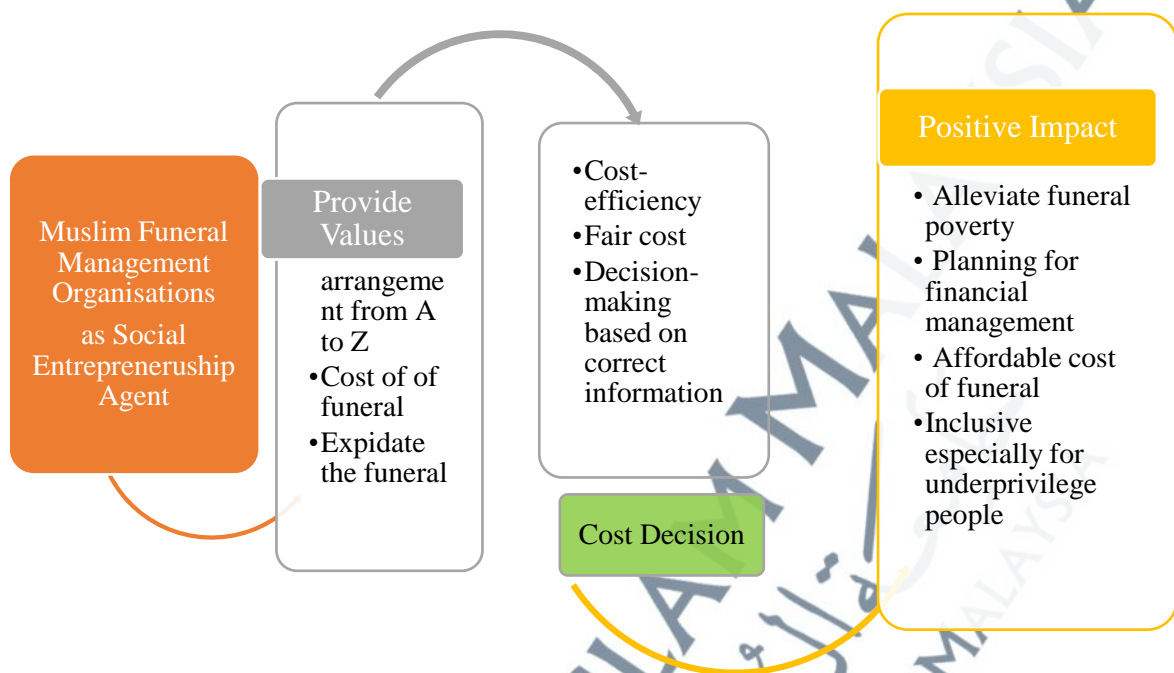 Muslim Funeral
Management
Organisations
as Social
Entrepreneruship
Agent
Provide
Values
arrangeme
nt from A
to Z
•Cost of of
funeral
•Expidate
the funeral
•Cost-
efficiency
•Fair cost
•Decision-
making
based on
correct
information
Cost Decision
Positive Impact
• Alleviate funeral
poverty
• Planning for
financial
management
• Affordable cost
of funeral
•Inclusive
especially for
underprivilege
people
MALAYSIA